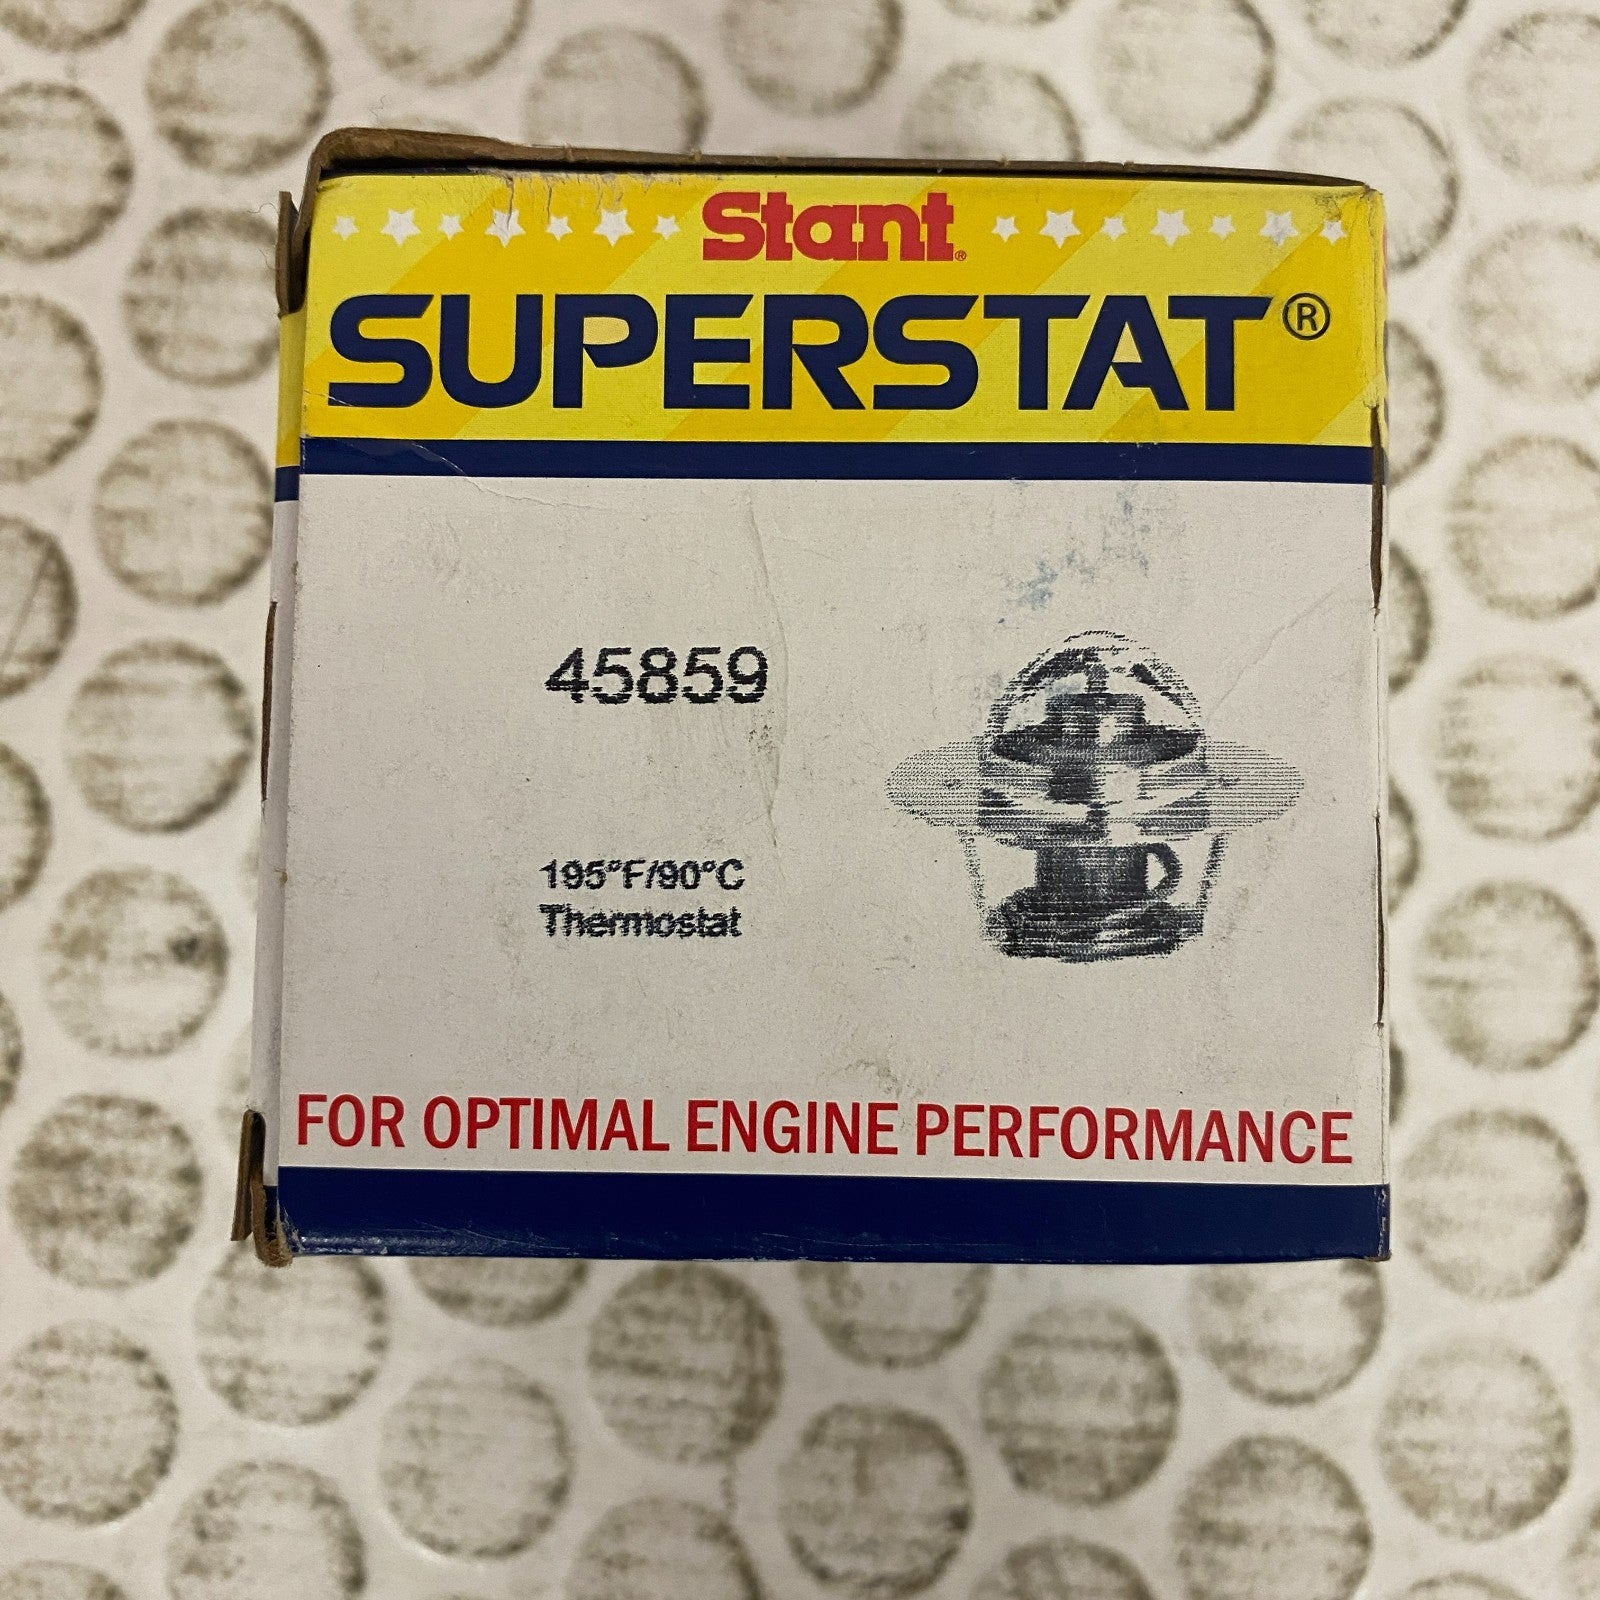 Stant®
SUPERSTAT®
45859
195°F/90°C
Thermostat
FOR OPTIMAL ENGINE PERFORMANCE